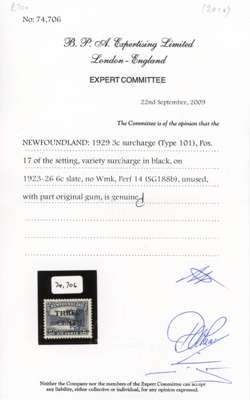 £700
(2010)
No: 74,706
B. P. A. Expertising Limited
London - England
EXPERT COMMITTEE
22nd September, 2009
The Committee is of the opinion that the
NEWFOUNDLAND: 1929 3c surcharge (Type 101), Pos.
17 of the setting, variety surcharge in black, on
1923-26 6c slate, no Wmk, Perf 14 (SG188b), unused,
with part original gum, is genuine
74,706
THREE
CENTS
Neither the Company nor the members of the Expert Committee can accept
any liability, either collective or individual, for any opinion expressed.